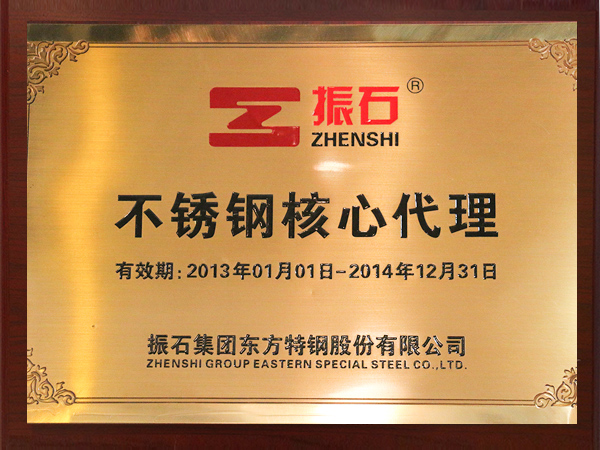 振石®
ZHENSHI
不锈钢核心代理
有效期:2013年01月01日-2014年12月31日
振石集团东方特钢股份有限公司
ZHENSHI GROUP EASTERN SPECIAL STEEL CO.,LTD.